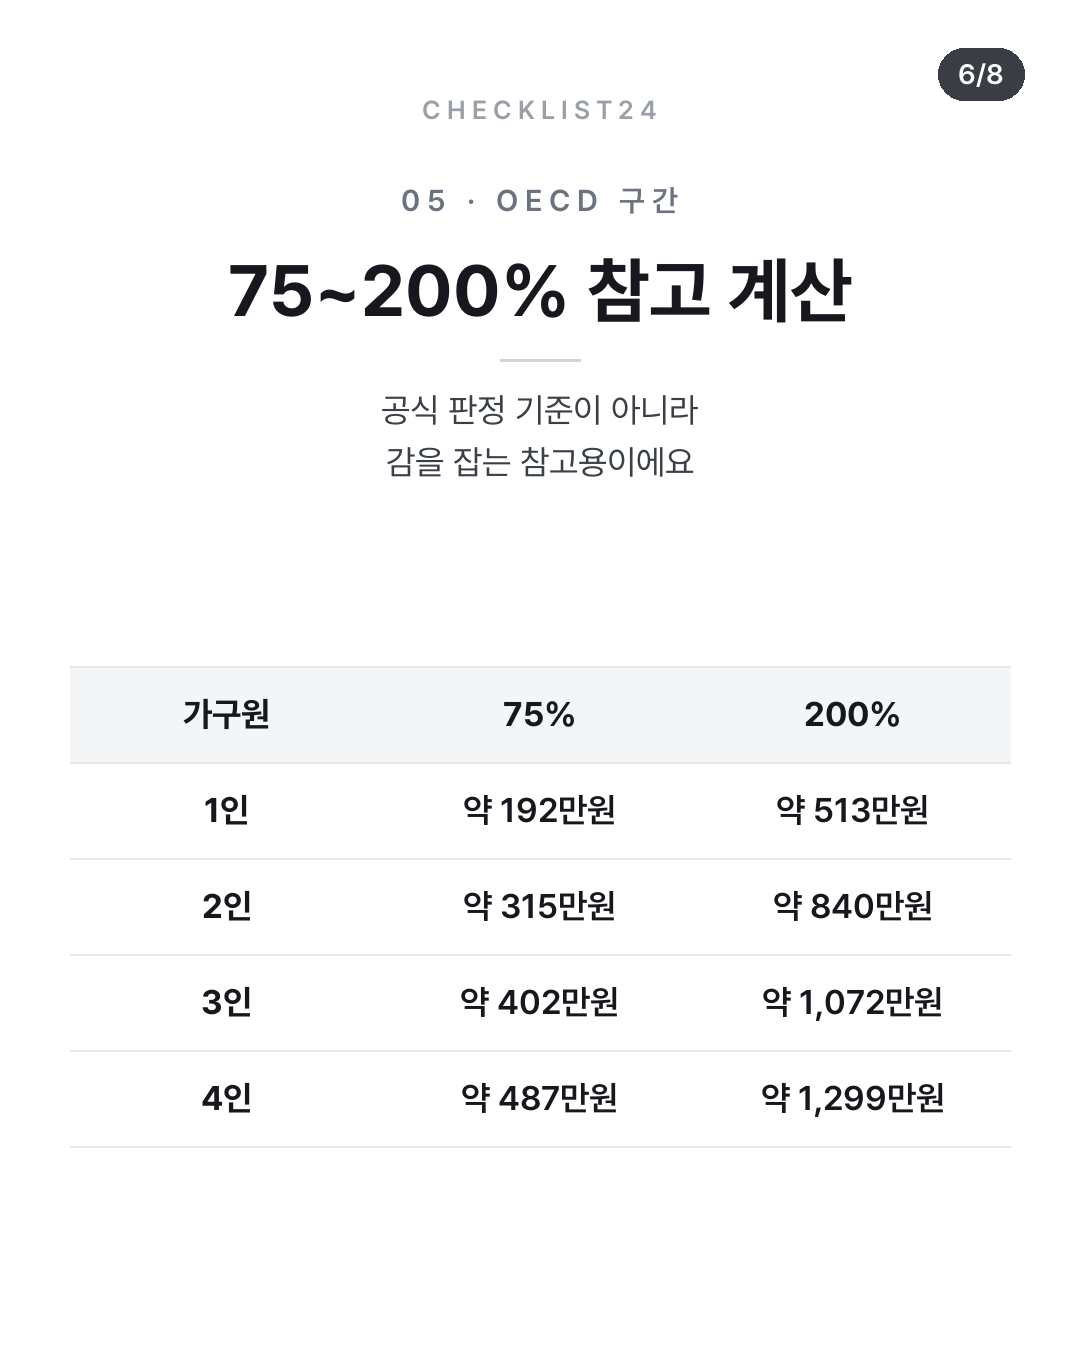 6/8
CHECKLIST24
05 · OECD 구간
75~200% 참고 계산
공식 판정 기준이 아니라
감을 잡는 참고용이에요
가구원 75% 200%
1인 약 192만원 약 513만원
2인 약 315만원 약 840만원
3인 약 402만원 약 1,072만원
4인 약 487만원 약 1,299만원